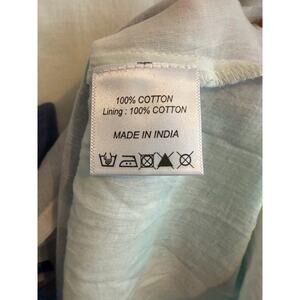 100% COTTON
Lining : 100% COTTON
MADE IN INDIA